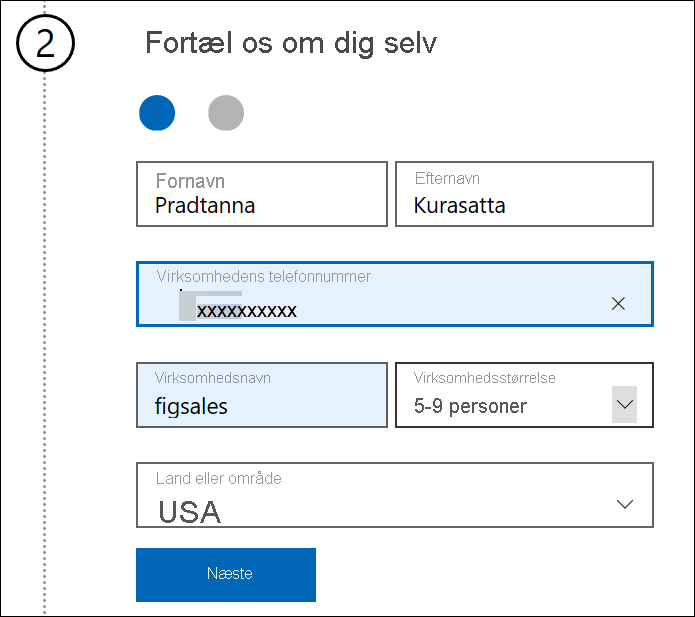 2
Fortæl os om dig selv
Fornavn
Pradtanna
Efternavn
Kurasatta
Virksomhedens telefonnummer
xxxxxxxxxx
Virksomhedsnavn
figsales
Virksomhedsstørrelse
5-9 personer
Land eller område
USA
Næste